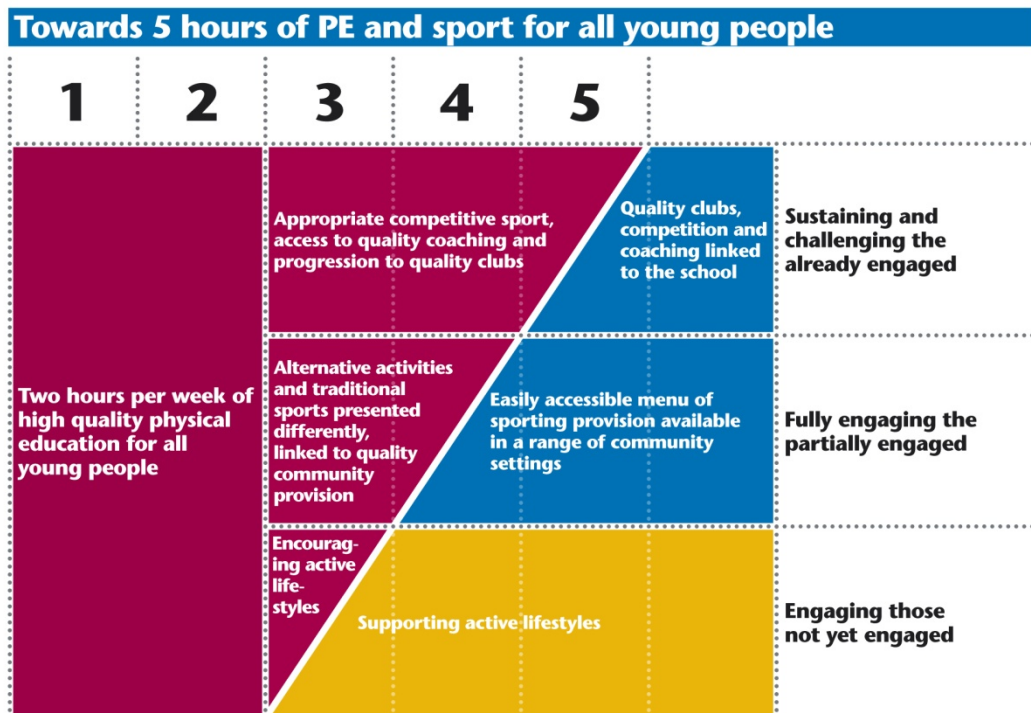 Towards 5 hours of PE and sport for all young people
1 2 3 4 5
Two hours per week of
high quality physical
education for all
young people
Appropriate competitive sport,
access to quality coaching and
progression to quality clubs
Quality clubs,
competition and
coaching linked
to the school
Sustaining and
challenging the
already engaged
Alternative activities
and traditional
sports presented
differently,
linked to quality
community
provision
Easily accessible menu of
sporting provision available
in a range of community
settings
Fully engaging the
partially engaged
Encourag-
ing active
life-
styles
Supporting active lifestyles
Engaging those
not yet engaged